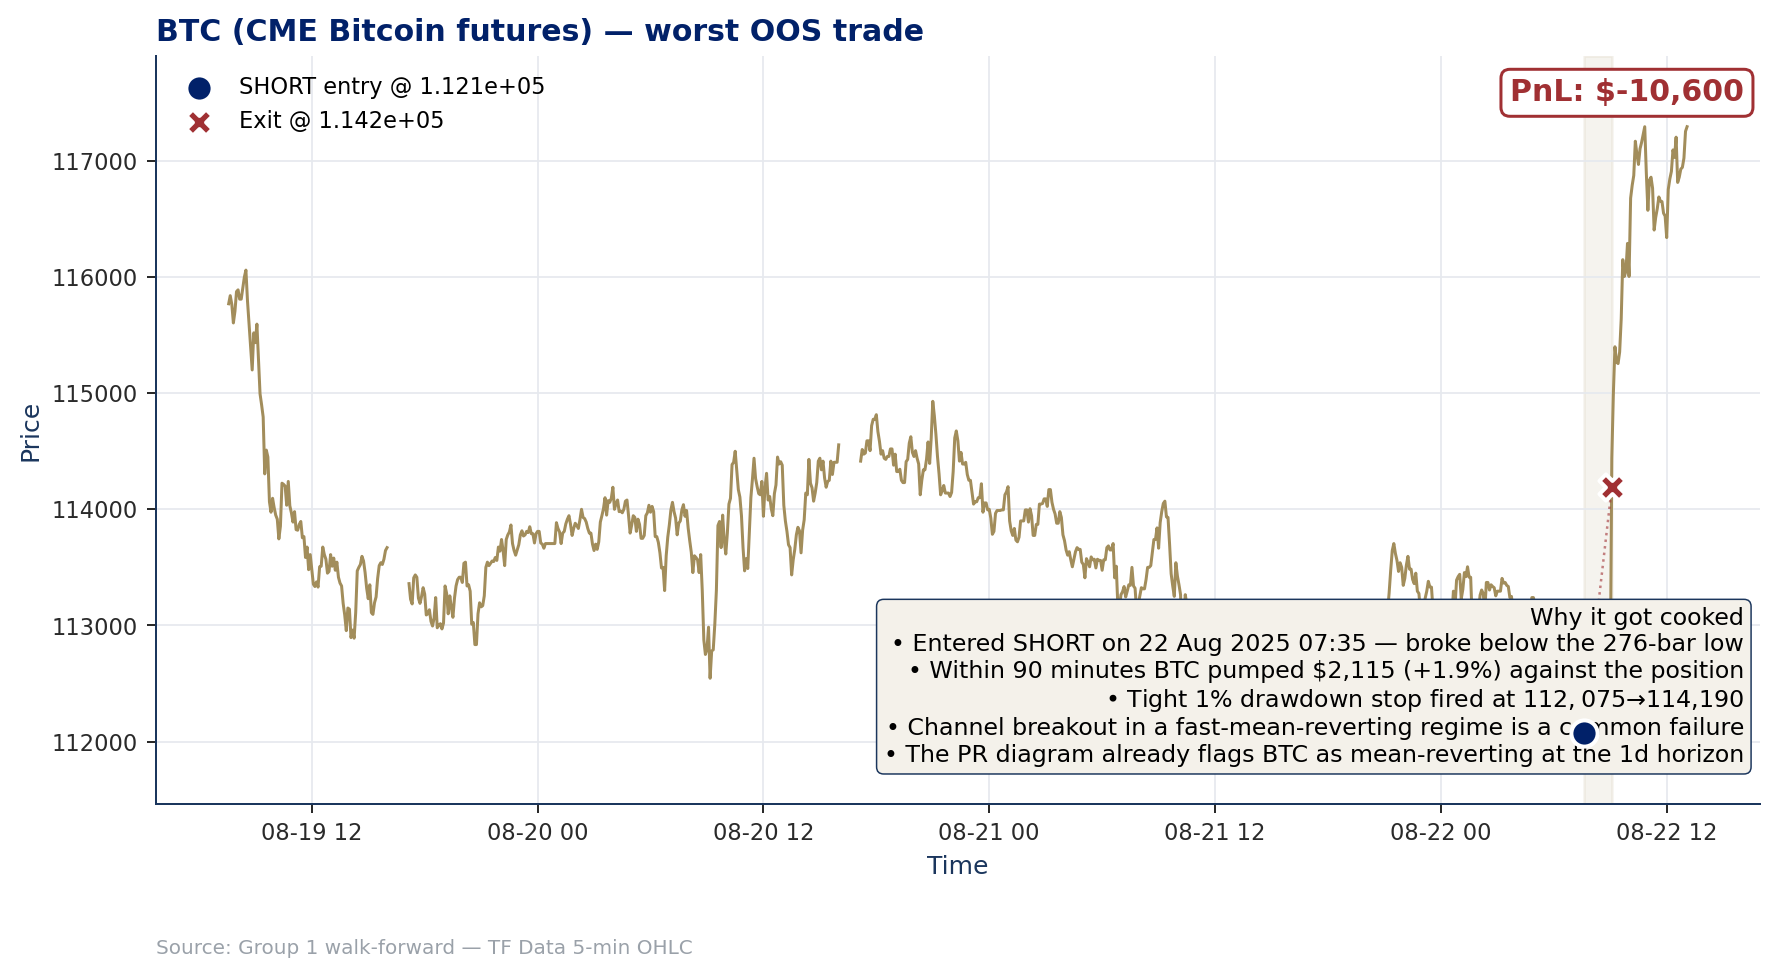 BTC (CME Bitcoin futures) — worst OOS trade
SHORT entry @ 1.121e+05
Exit @ 1.142e+05
PnL: $-10,600
117000
116000
115000
114000
113000
112000
Price
Why it got cooked
• Entered SHORT on 22 Aug 2025 07:35 — broke below the 276-bar low
• Within 90 minutes BTC pumped $2,115 (+1.9%) against the position
• Tight 1% drawdown stop fired at 112, 075→114,190
• Channel breakout in a fast-mean-reverting regime is a common failure
• The PR diagram already flags BTC as mean-reverting at the 1d horizon
08-19 12
08-20 00
08-20 12
08-21 00
08-21 12
08-22 00
08-22 12
Time
Source: Group 1 walk-forward — TF Data 5-min OHLC